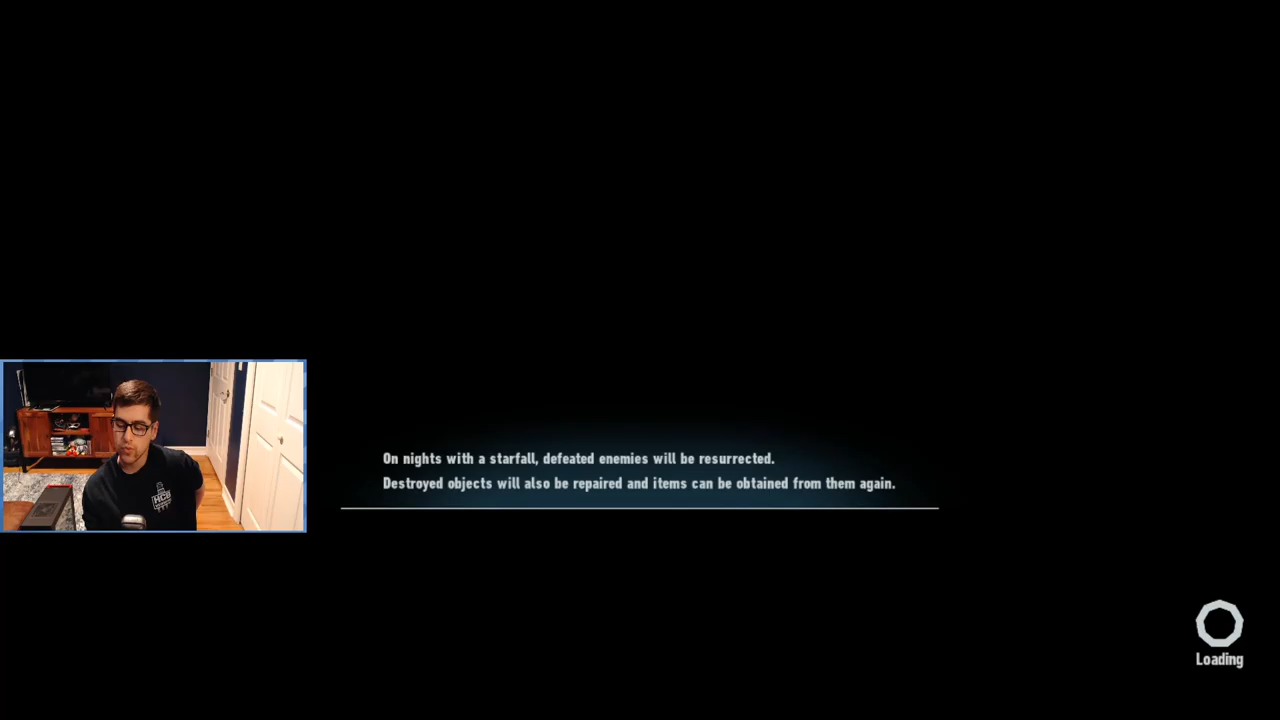 On nights with a starfall, defeated enemies will be resurrected.
Destroyed objects will also be repaired and items can be obtained from them again.
HCB
Loading